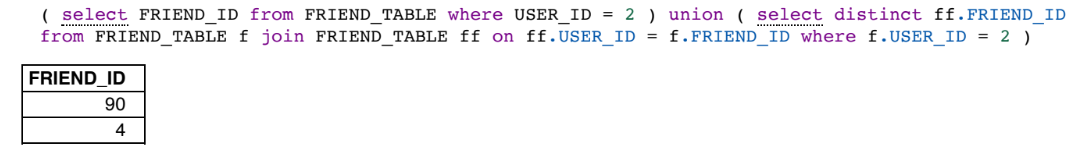 ( select FRIEND_ID from FRIEND_TABLE where USER_ID = 2 ) union ( select distinct ff.FRIEND_ID
from FRIEND_TABLE f join FRIEND_TABLE ff on ff.USER_ID = f.FRIEND_ID where f.USER_ID = 2 )
FRIEND_ID
90
4